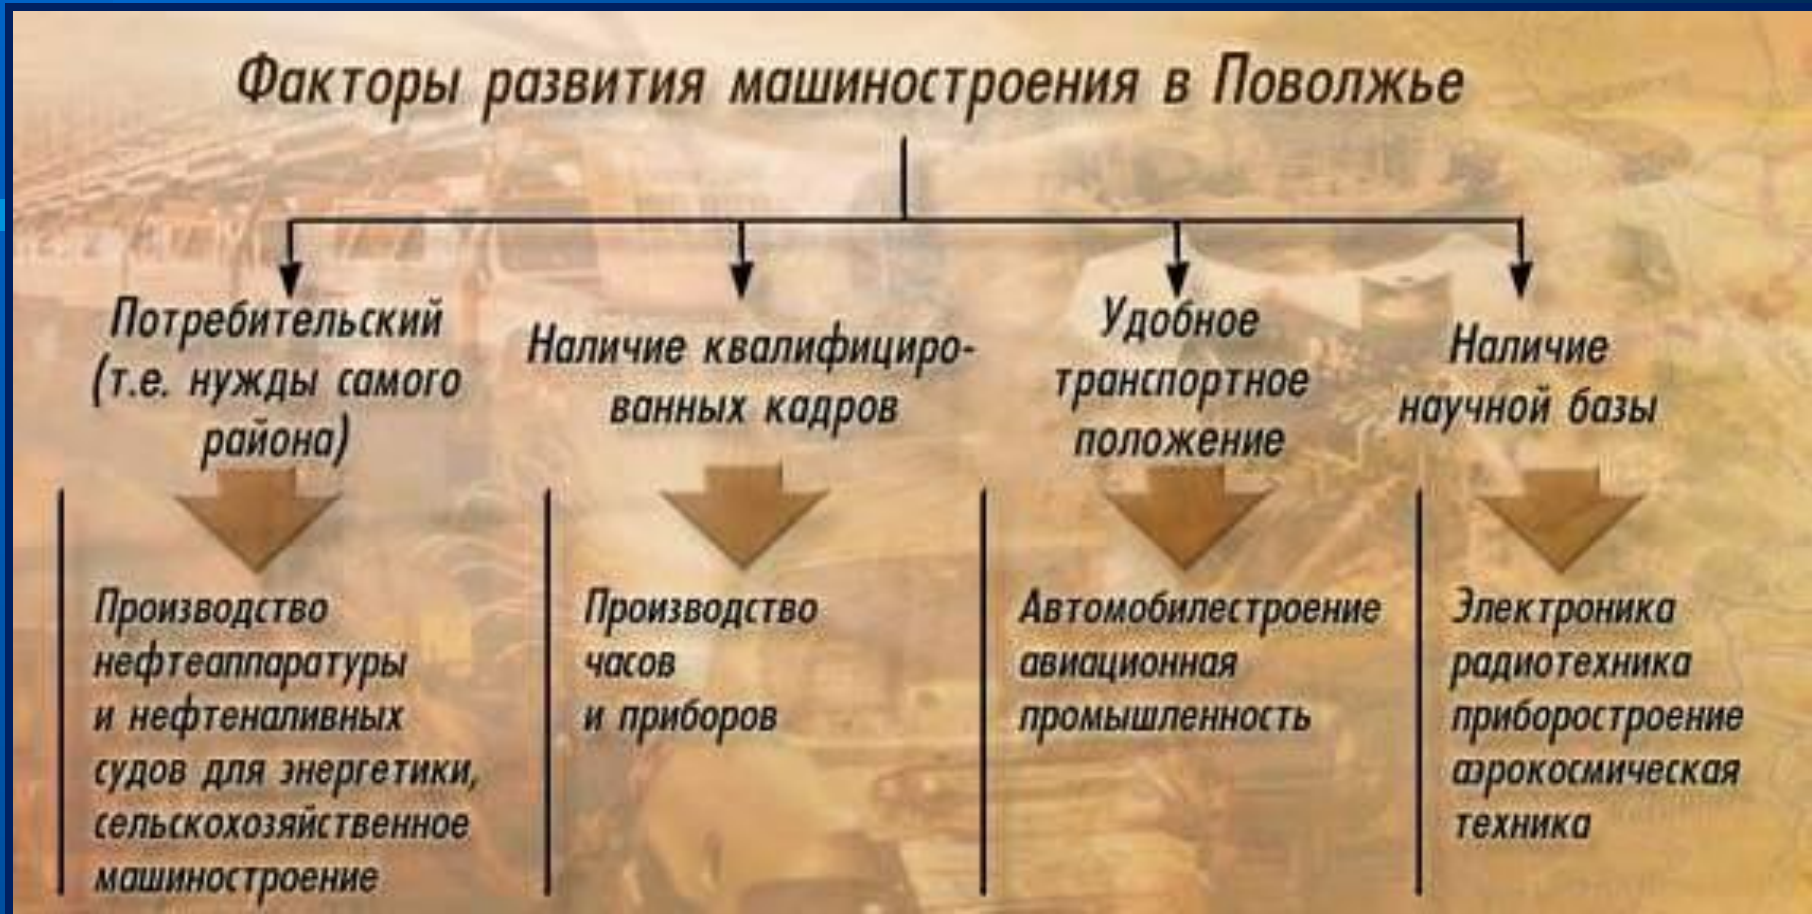 Факторы развития машиностроения в Поволжье
Потребительский
(т.е. нужды самого
района)
Наличие квалифициро-
ванных кадров
Удобное
транспортное
положение
Наличие
научной базы
Производство
нефтеаппаратуры
и нефтеналивных
судов для энергетики,
сельскохозяйственное
машиностроение
Производство
часов
и приборов
Автомобилестроение
авиационная
промышленность
Электроника
радиотехника
приборостроение
аэрокосмическая
техника